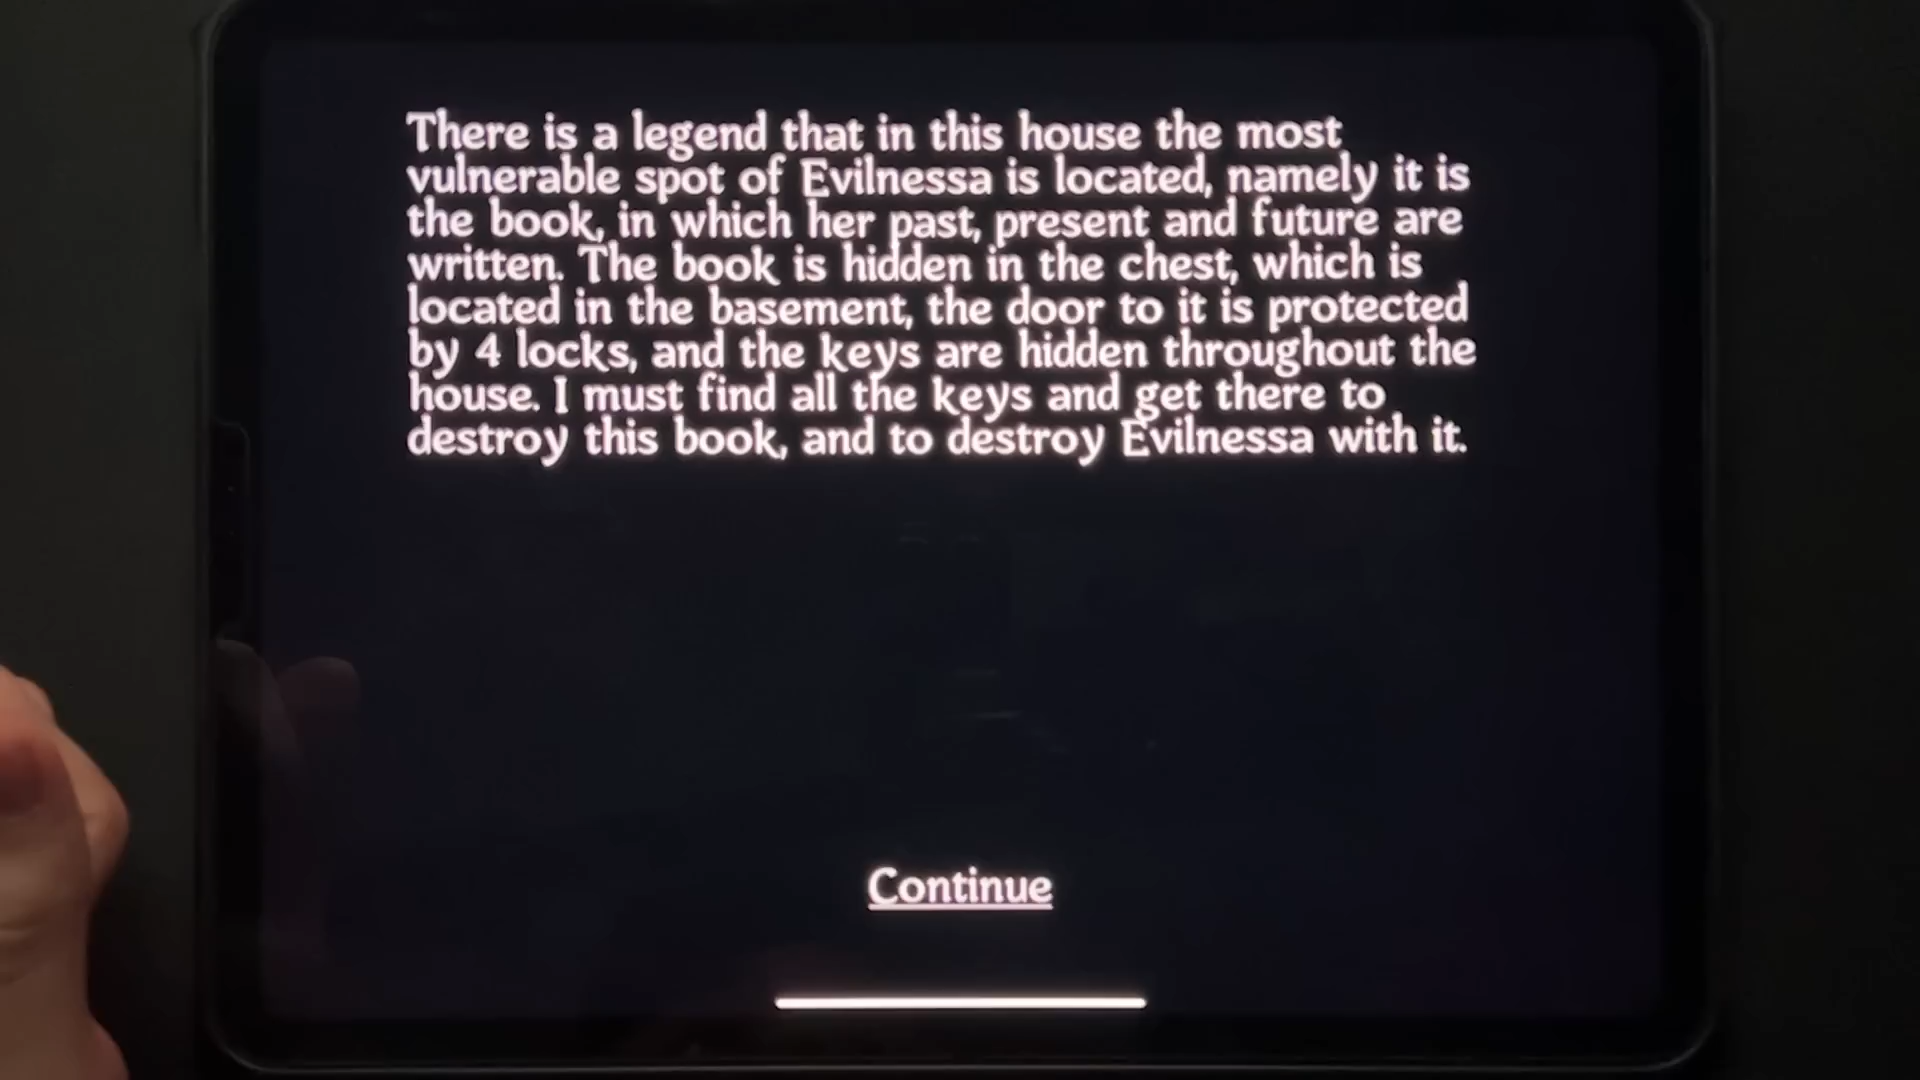 There is a legend that in this house the most
vulnerable spot of Evilnessa is located, namely it is
the book, in which her past, present and future are
written. The book is hidden in the chest, which is
located in the basement, the door to it is protected
by 4 locks, and the keys are hidden throughout the
house. I must find all the keys and get there to
destroy this book, and to destroy Evilnessa with it.
Continue